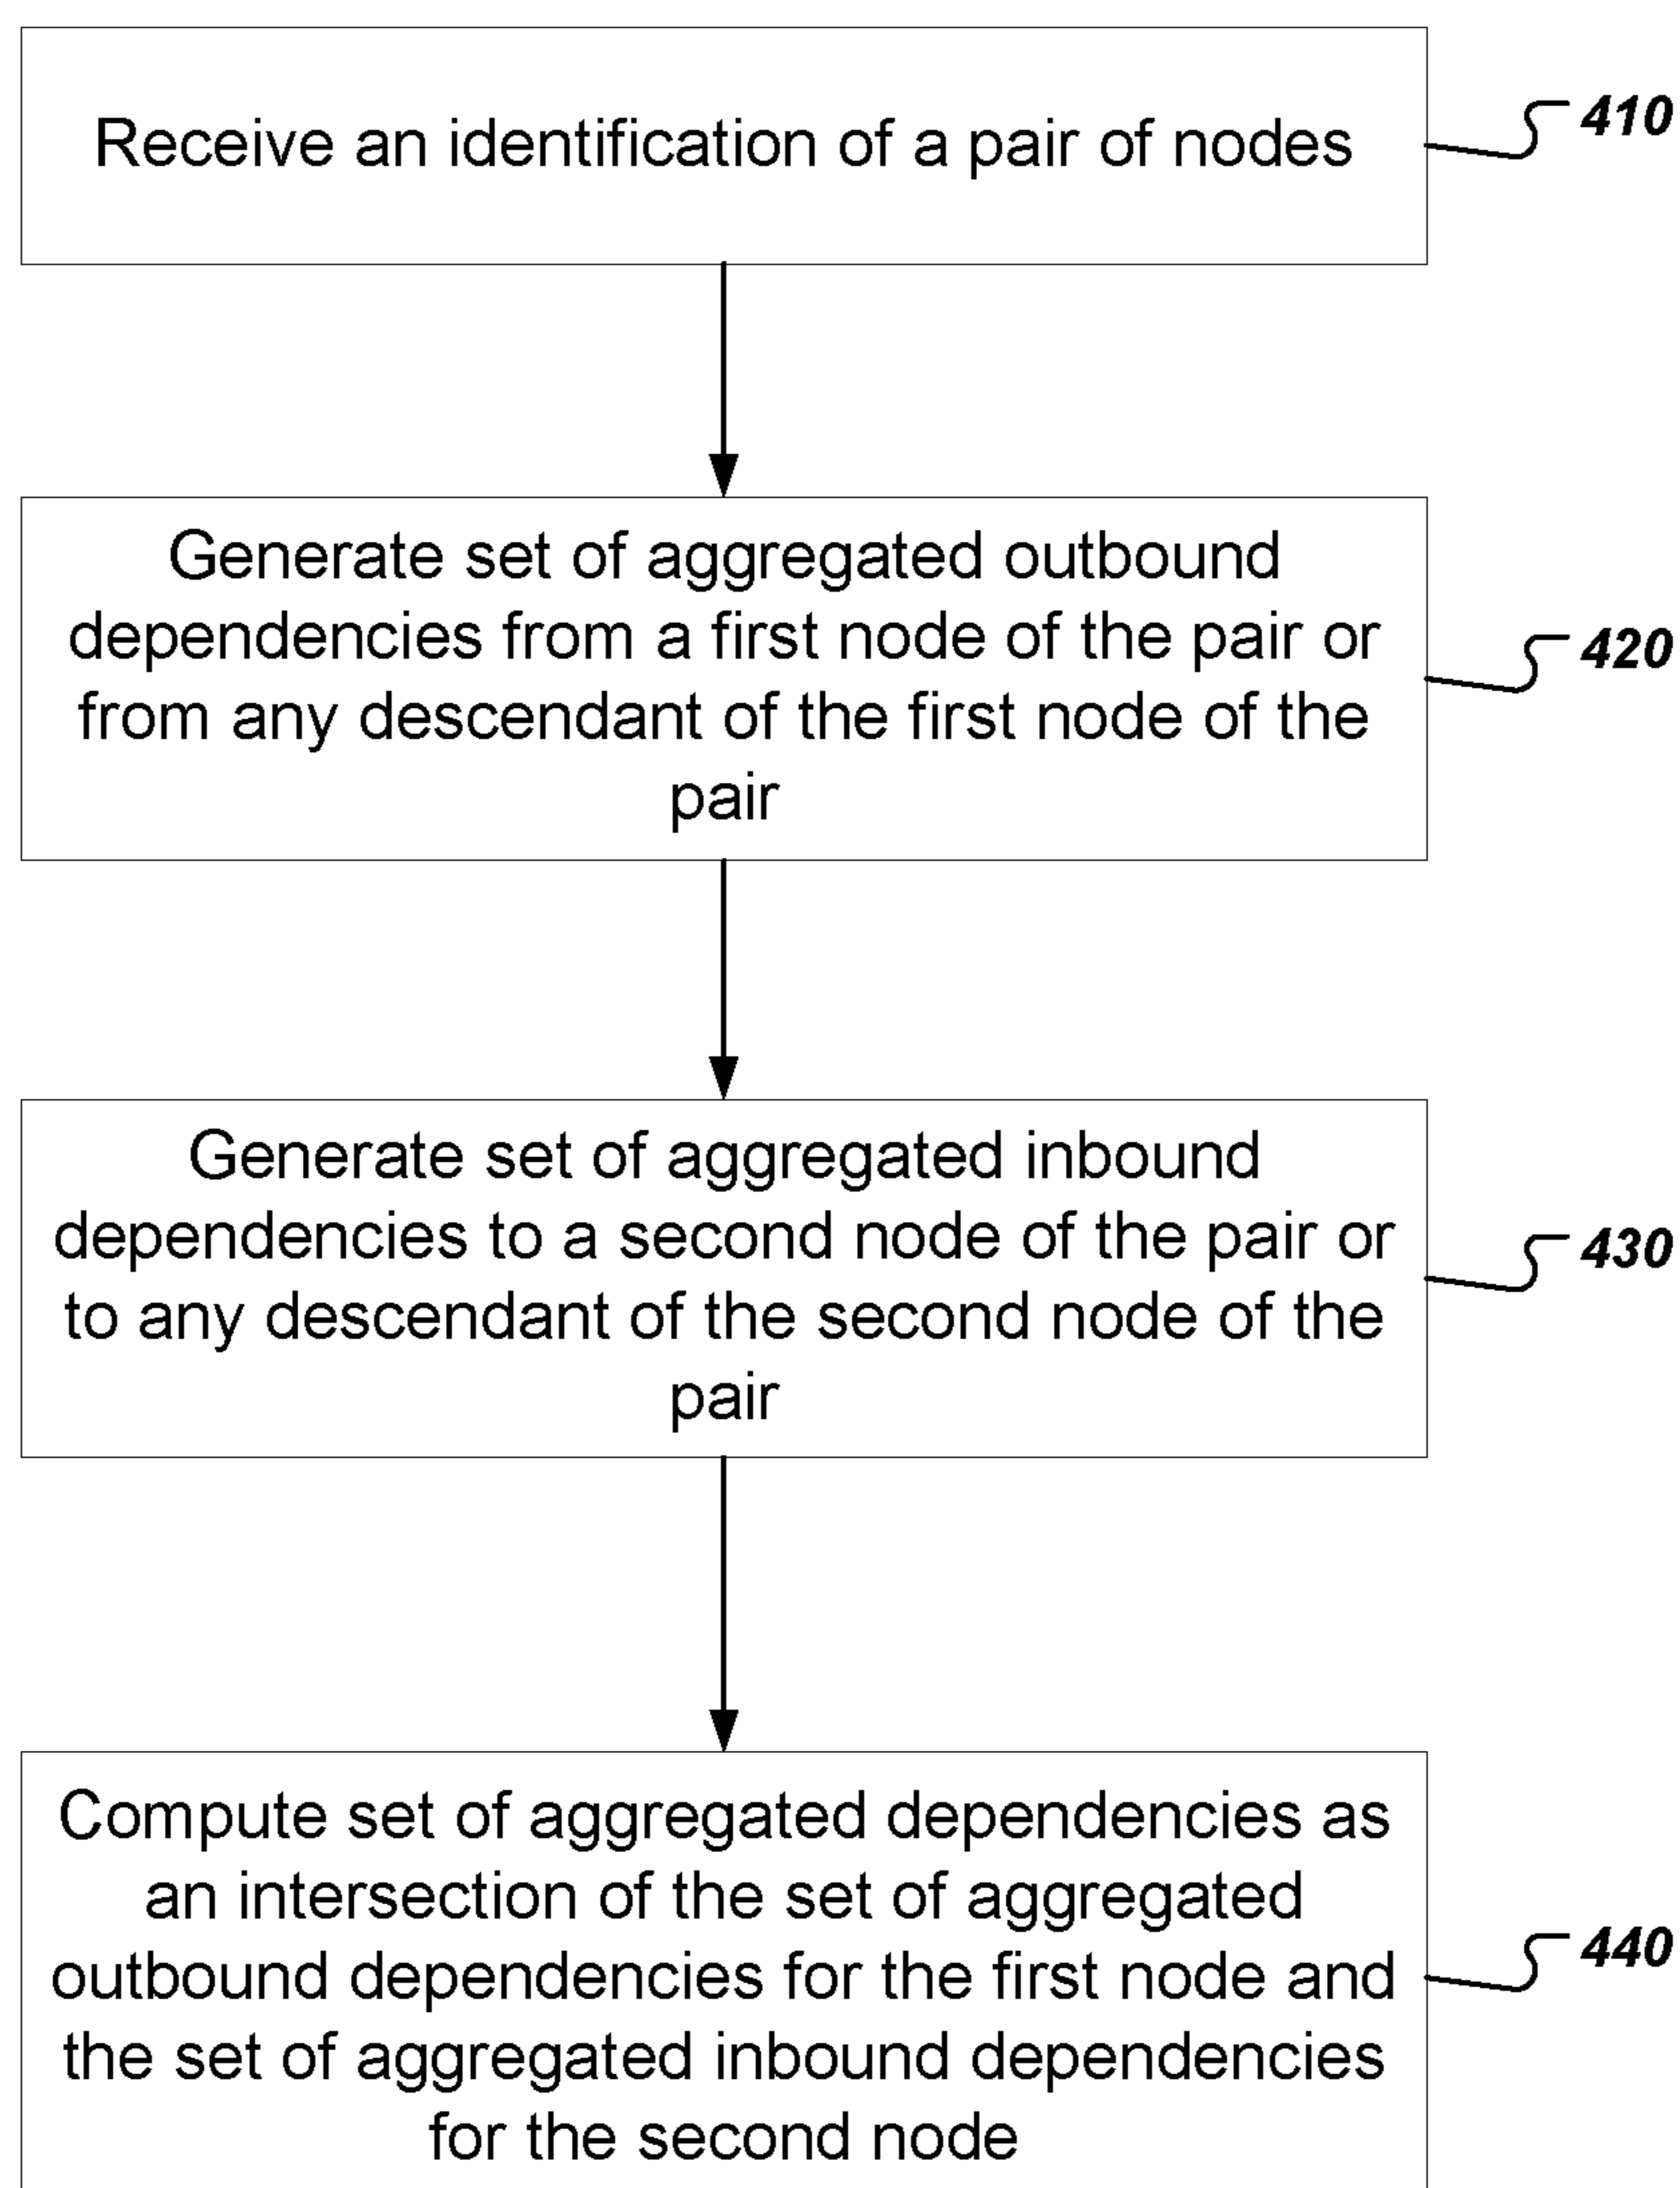 Receive an identification of a pair of nodes
410
Generate set of aggregated outbound
dependencies from a first node of the pair or
from any descendant of the first node of the
pair
420
Generate set of aggregated inbound
dependencies to a second node of the pair or
to any descendant of the second node of the
pair
430
Compute set of aggregated dependencies as
an intersection of the set of aggregated
outbound dependencies for the first node and
the set of aggregated inbound dependencies
for the second node
440